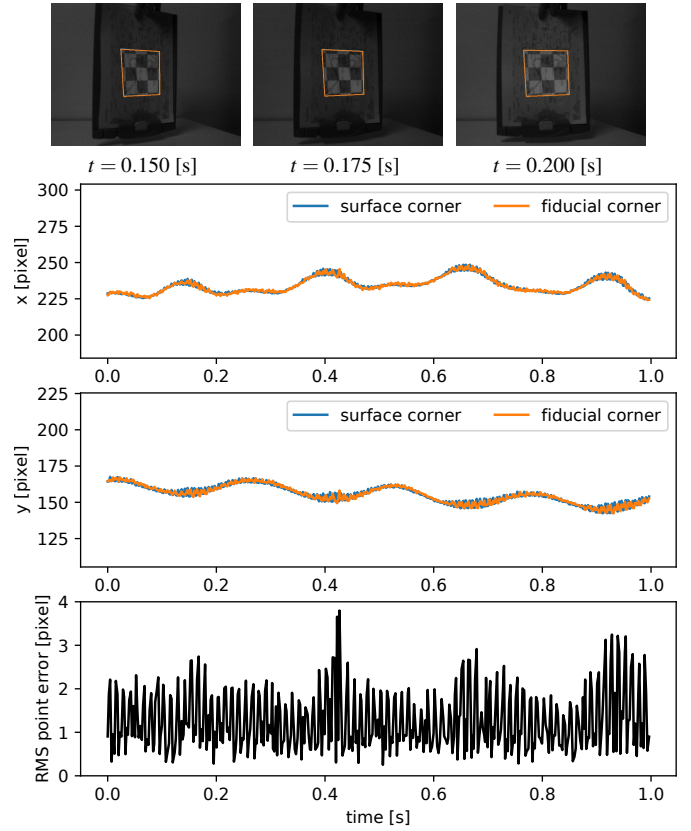 t = 0.150 [s] t = 0.175 [s] t = 0.200 [s]
300
275
250
225
200
x [pixel]
surface corner fiducial corner
0.0 0.2 0.4 0.6 0.8 1.0
225
200
175
150
125
y [pixel]
surface corner fiducial corner
0.0 0.2 0.4 0.6 0.8 1.0
4
3
2
1
0
RMS point error [pixel]
0.0 0.2 0.4 0.6 0.8 1.0
time [s]